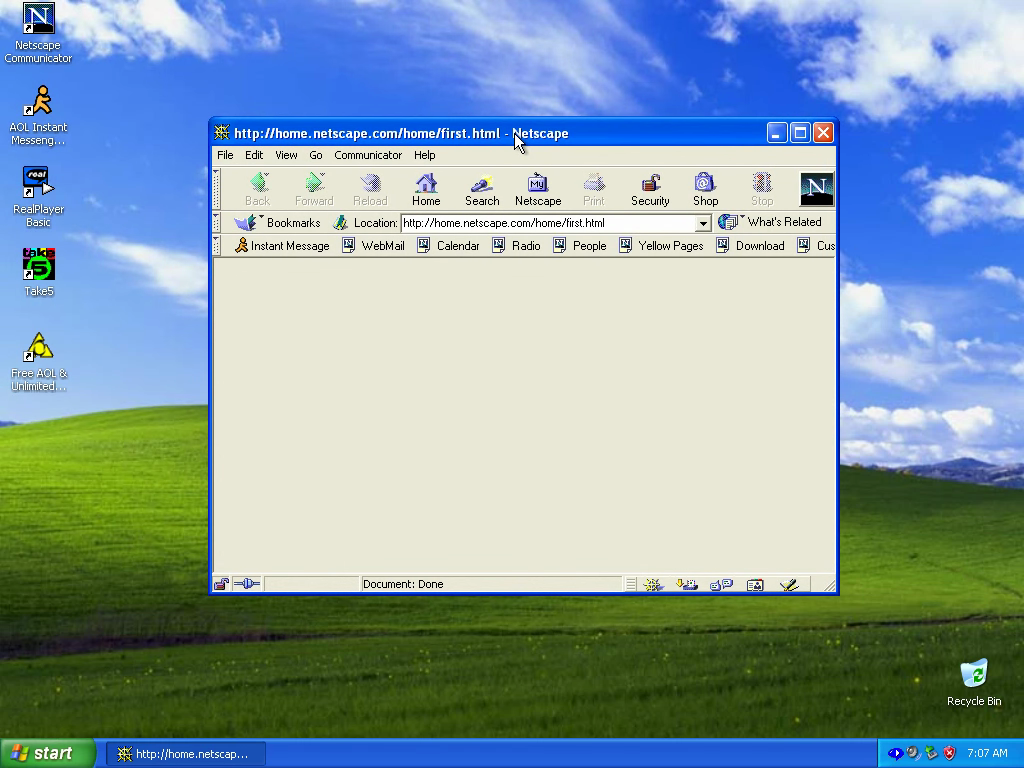 Netscape
Communicator
AOL Instant
Messeng...
real
RealPlayer
Basic
take
5
Take5
Free AOL &
Unlimited...
http://home.netscape.com/home/first.html - Netscape
File Edit View Go Communicator Help
Back Forward Reload Home Search My Netscape Print Security Shop Stop N
Bookmarks Location: http://home.netscape.com/home/first.html What's Related
Instant Message WebMail Calendar Radio People Yellow Pages Download Cus
Document: Done
Recycle Bin
start http://home.netscap... 7:07 AM